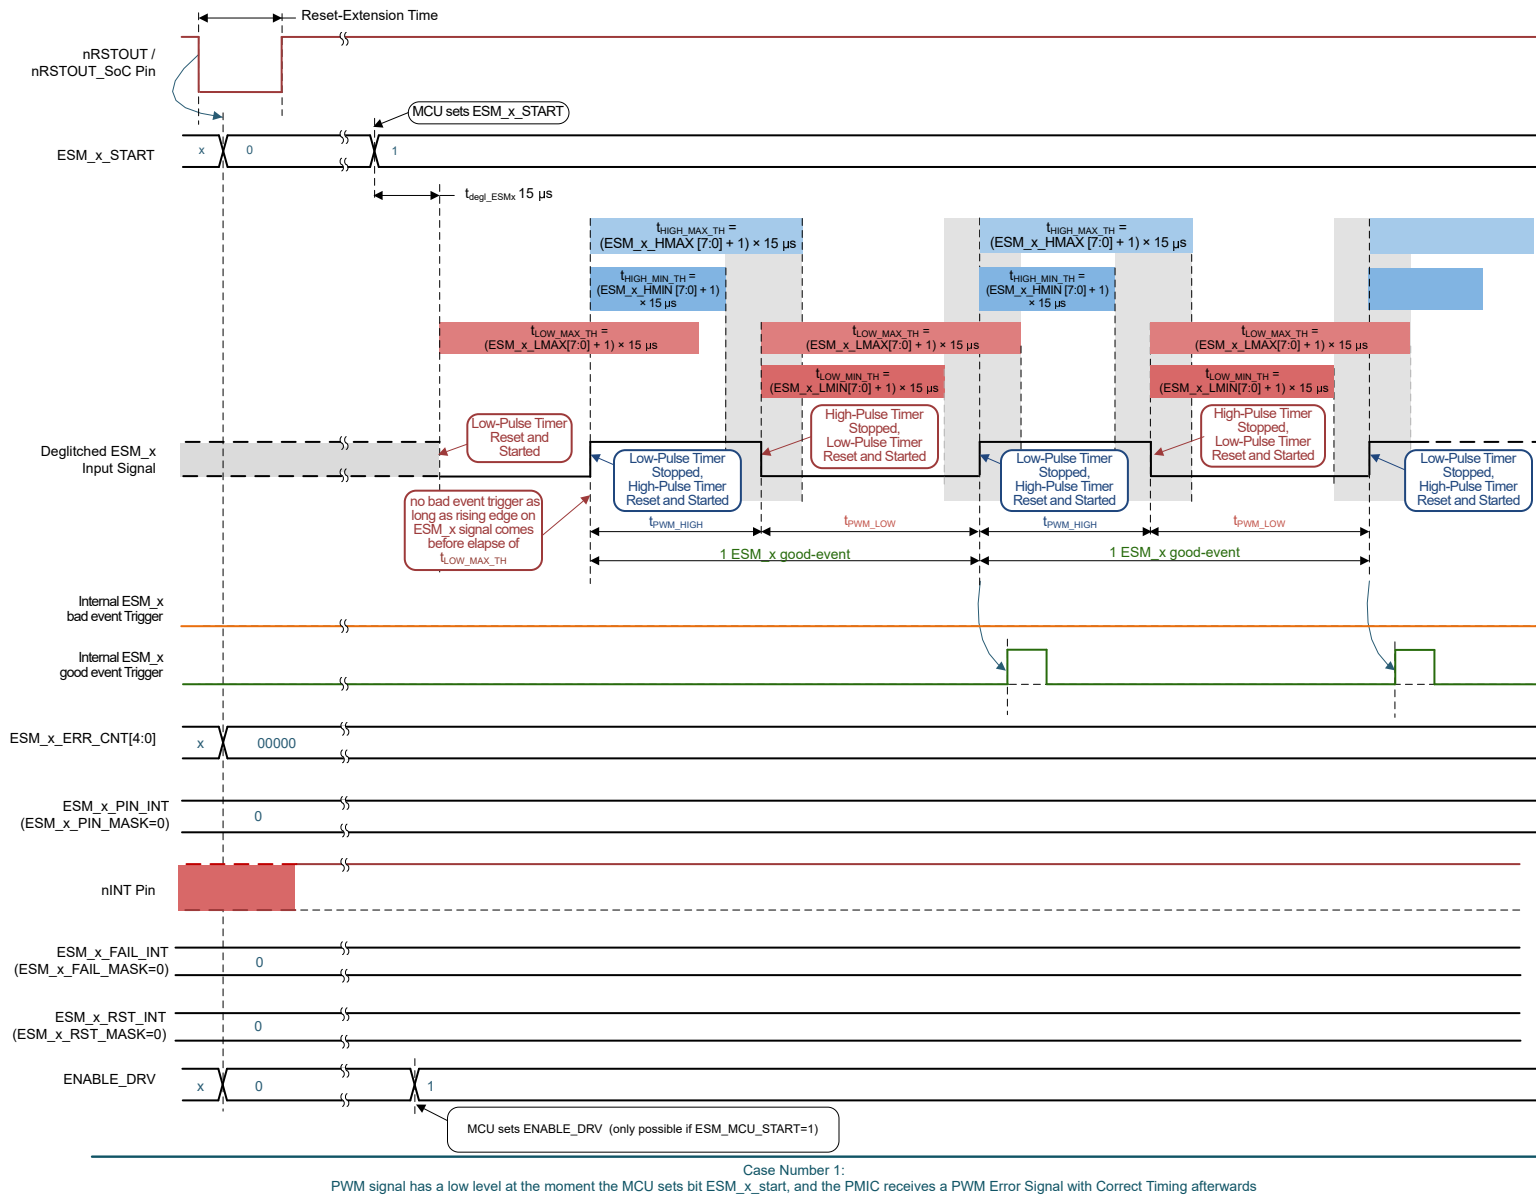 Reset-Extension Time
nRSTOUT /
nRSTOUT_SoC Pin
MCU sets ESM_x_START
ESM_x_START
x
0
1
tdegl_ESMx 15 µs
tHIGH_MAX_TH =
(ESM_x_HMAX [7:0] + 1) × 15 µs
tHIGH_MAX_TH =
(ESM_x_HMAX [7:0] + 1) × 15 µs
tHIGH_MIN_TH =
(ESM_x_HMIN [7:0] + 1)
× 15 µs
tHIGH_MIN_TH =
(ESM_x_HMIN [7:0] + 1)
× 15 µs
tLOW_MAX_TH =
(ESM_x_LMAX[7:0] + 1) × 15 µs
tLOW_MAX_TH =
(ESM_x_LMAX[7:0] + 1) × 15 µs
tLOW_MAX_TH =
(ESM_x_LMAX[7:0] + 1) × 15 µs
tLOW_MIN_TH =
(ESM_x_LMIN[7:0] + 1) × 15 µs
tLOW_MIN_TH =
(ESM_x_LMIN[7:0] + 1) × 15 µs
Deglitched ESM_x
Input Signal
Low-Pulse Timer
Reset and
Started
High-Pulse Timer
Stopped,
Low-Pulse Timer
Reset and Started
High-Pulse Timer
Stopped,
Low-Pulse Timer
Reset and Started
Low-Pulse Timer
Stopped,
High-Pulse Timer
Reset and Started
Low-Pulse Timer
Stopped,
High-Pulse Timer
Reset and Started
Low-Pulse Timer
Stopped,
High-Pulse Timer
Reset and Started
no bad event trigger as
long as rising edge on
ESM_x signal comes
before elapse of
tLOW_MAX_TH
tPWM_HIGH
tPWM_LOW
tPWM_HIGH
tPWM_LOW
1 ESM_x good-event
1 ESM_x good-event
Internal ESM_x
bad event Trigger
Internal ESM_x
good event Trigger
ESM_x_ERR_CNT[4:0]
x
00000
ESM_x_PIN_INT
(ESM_x_PIN_MASK=0)
0
nINT Pin
ESM_x_FAIL_INT
(ESM_x_FAIL_MASK=0)
0
ESM_x_RST_INT
(ESM_x_RST_MASK=0)
0
ENABLE_DRV
x
0
1
MCU sets ENABLE_DRV (only possible if ESM_MCU_START=1)
Case Number 1:
PWM signal has a low level at the moment the MCU sets bit ESM_x_start, and the PMIC receives a PWM Error Signal with Correct Timing afterwards